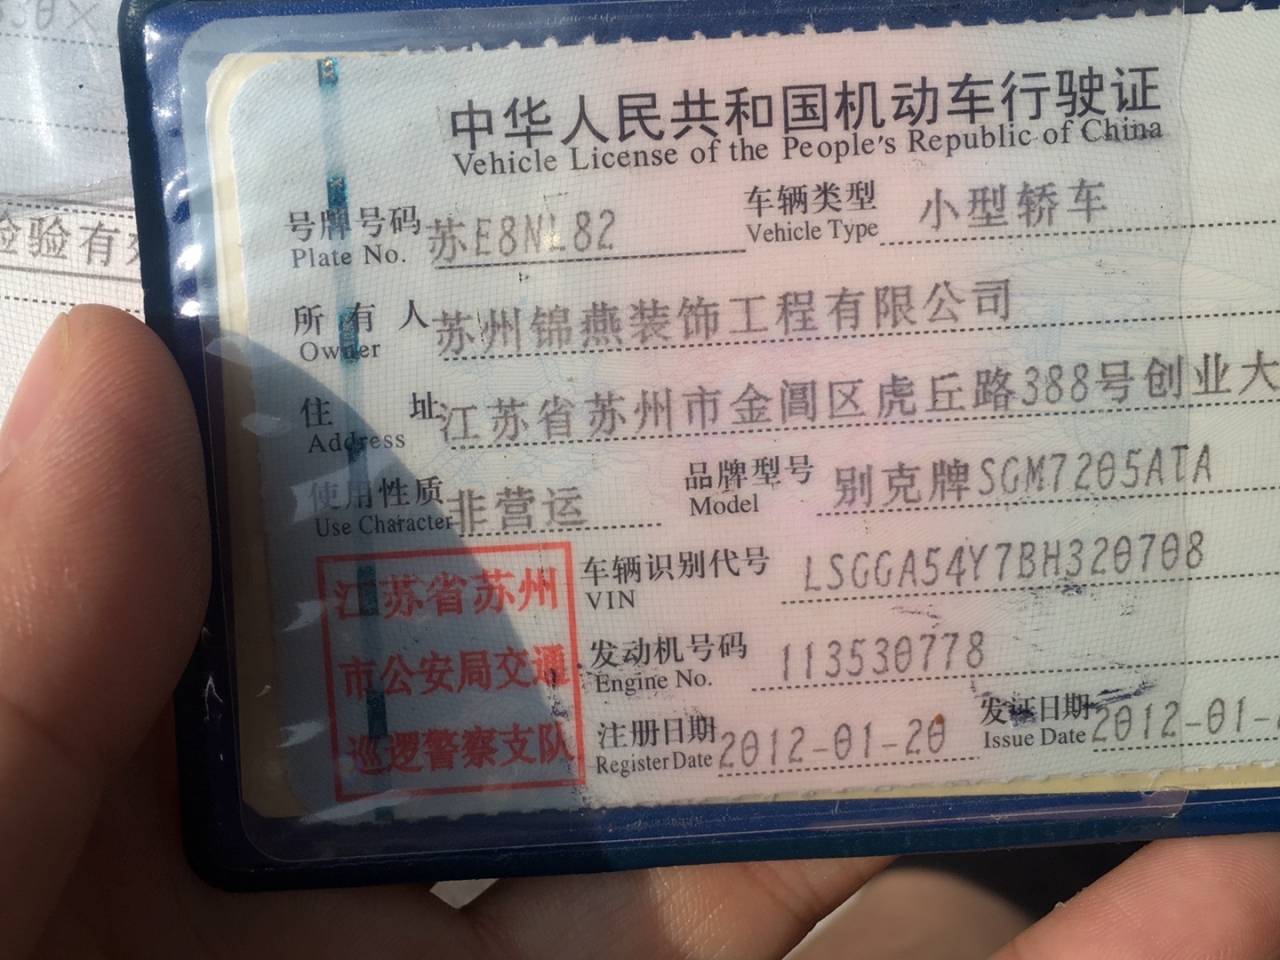 中华人民共和国机动车行驶证
Vehicle License of the People's Republic of China
号牌号码 苏E8NL82 车辆类型 小型轿车
Plate No. Vehicle Type
所有人 苏州锦燕装饰工程有限公司
Owner
住址 江苏省苏州市金阊区虎丘路388号创业大
Address
使用性质 非营运 品牌型号 别克牌SGM7205ATA
Use Character Model
车辆识别代号 LSGGA54Y7BH320708
VIN
发动机号码 113530778
Engine No.
注册日期 2012-01-20 发证日期 2012-01-
Register Date Issue Date
江苏省苏州
市公安局交通
巡逻警察支队
检验有